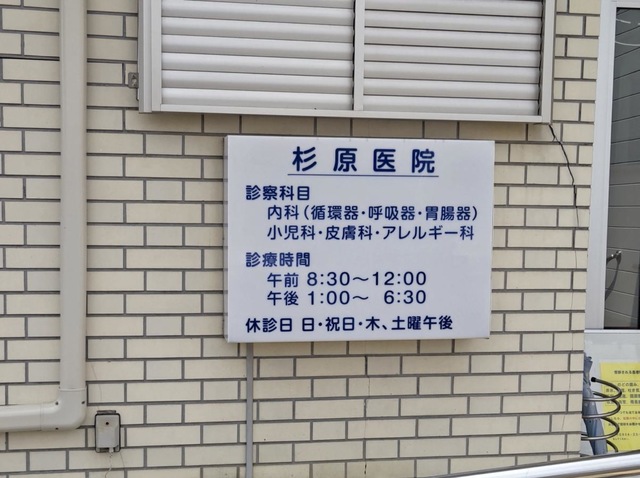 杉原医院
診察科目
内科(循環器・呼吸器・胃腸器)
小児科・皮膚科・アレルギー科
診療時間
午前 8:30〜12:00
午後 1:00〜 6:30
休診日 日・祝日・木、土曜午後